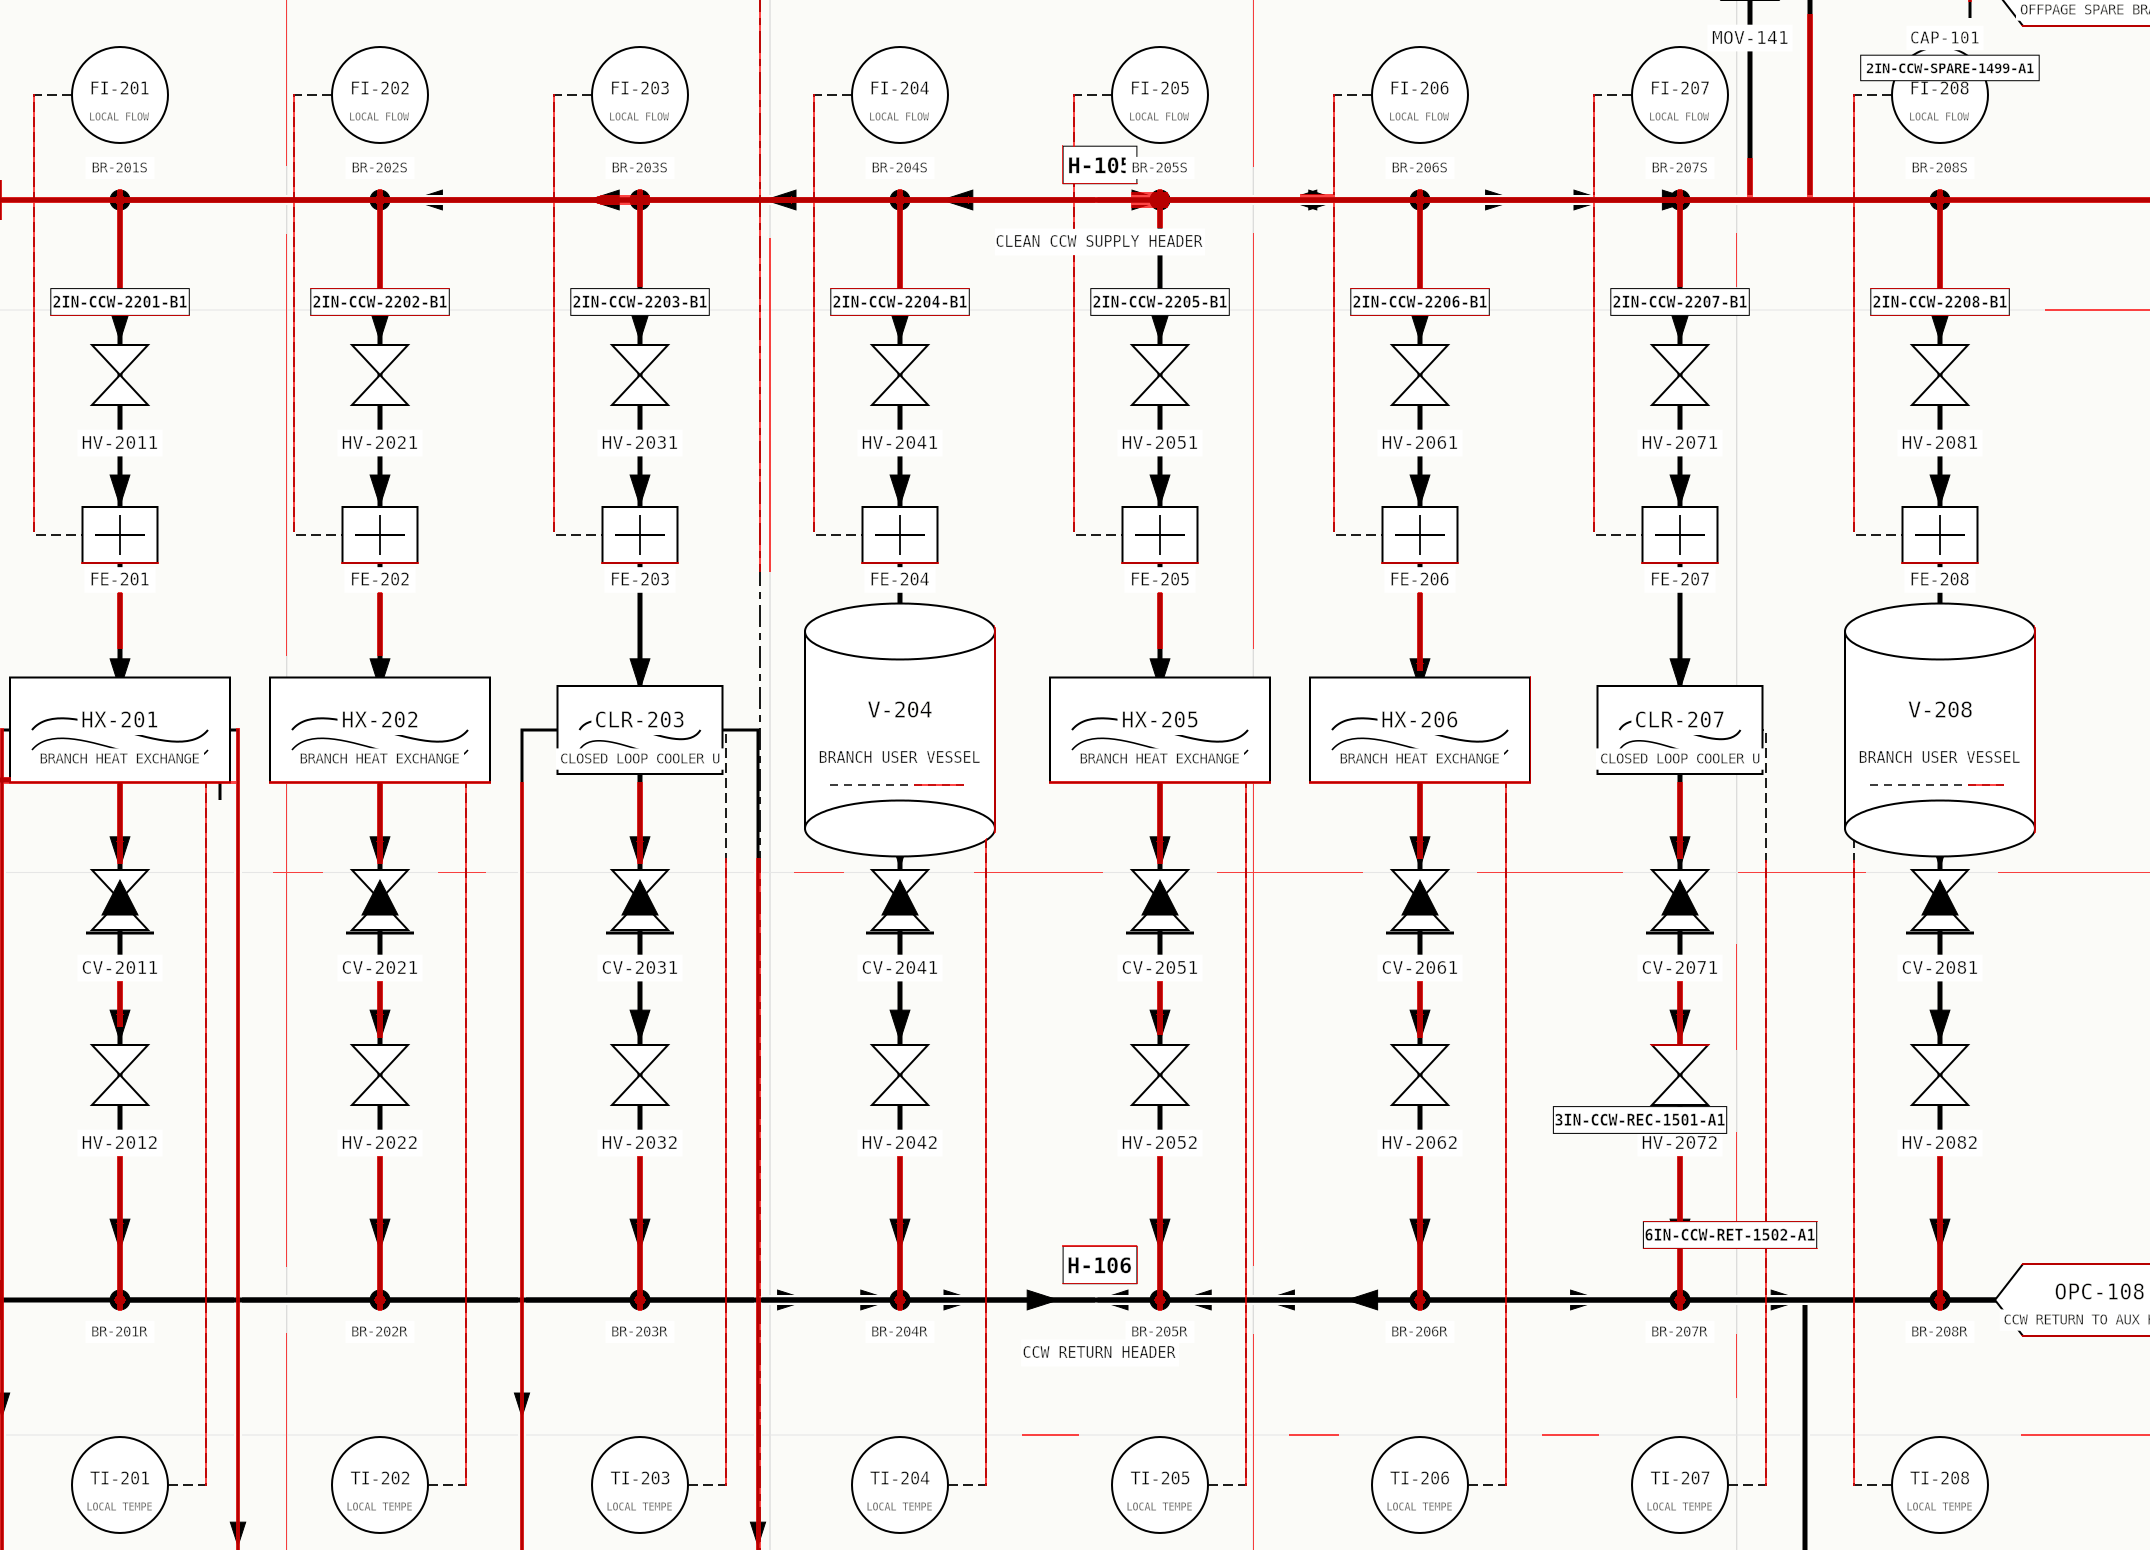 OFFPAGE SPARE
MOV-141
CAP-101
2IN-CCW-SPARE-1499-A1
FI-201
FI-202
FI-203
FI-204
FI-205
FI-206
FI-207
FI-208
LOCAL FLOW
LOCAL FLOW
LOCAL FLOW
LOCAL FLOW
LOCAL FLOW
LOCAL FLOW
LOCAL FLOW
LOCAL FLOW
H-105
BR-201S
BR-202S
BR-203S
BR-204S
BR-205S
BR-206S
BR-207S
BR-208S
CLEAN CCW SUPPLY HEADER
2IN-CCW-2201-B1
2IN-CCW-2202-B1
2IN-CCW-2203-B1
2IN-CCW-2204-B1
2IN-CCW-2205-B1
2IN-CCW-2206-B1
2IN-CCW-2207-B1
2IN-CCW-2208-B1
HV-2011
HV-2021
HV-2031
HV-2041
HV-2051
HV-2061
HV-2071
HV-2081
FE-201
FE-202
FE-203
FE-204
FE-205
FE-206
FE-207
FE-208
HX-201
HX-202
CLR-203
V-204
HX-205
HX-206
CLR-207
V-208
BRANCH HEAT EXCHANGE
BRANCH HEAT EXCHANGE
CLOSED LOOP COOLER U
BRANCH USER VESSEL
BRANCH HEAT EXCHANGE
BRANCH HEAT EXCHANGE
CLOSED LOOP COOLER U
BRANCH USER VESSEL
CV-2011
CV-2021
CV-2031
CV-2041
CV-2051
CV-2061
CV-2071
CV-2081
3IN-CCW-REC-1501-A1
HV-2012
HV-2022
HV-2032
HV-2042
HV-2052
HV-2062
HV-2072
HV-2082
6IN-CCW-RET-1502-A1
H-106
OPC-108
CCW RETURN TO AUX
BR-201R
BR-202R
BR-203R
BR-204R
BR-205R
BR-206R
BR-207R
BR-208R
CCW RETURN HEADER
TI-201
TI-202
TI-203
TI-204
TI-205
TI-206
TI-207
TI-208
LOCAL TEMPE
LOCAL TEMPE
LOCAL TEMPE
LOCAL TEMPE
LOCAL TEMPE
LOCAL TEMPE
LOCAL TEMPE
LOCAL TEMPE